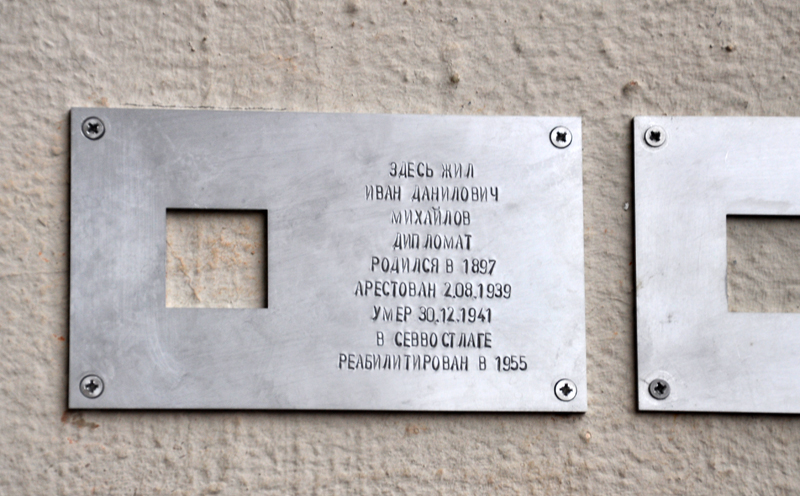 ЗДЕСЬ ЖИЛ
ИВАН ДАНИЛОВИЧ
МИХАЙЛОВ
ДИПЛОМАТ
РОДИЛСЯ В 1897
АРЕСТОВАН 2.08.1939
УМЕР 30.12.1941
В СЕВВОСТЛАГЕ
РЕАБИЛИТИРОВАН В 1955